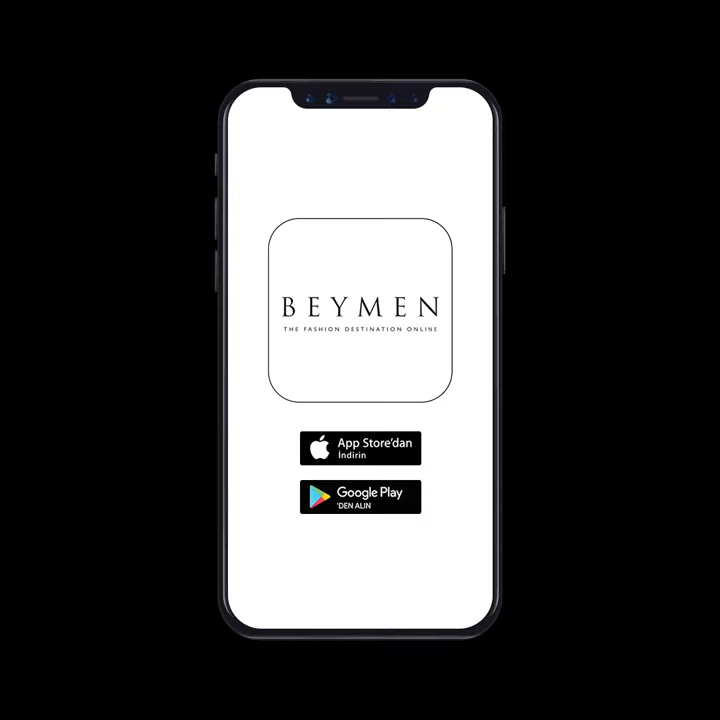 BEYMEN
THE FASHION DESTINATION ONLINE
App Store'dan
İndirin
Google Play
'DEN ALIN